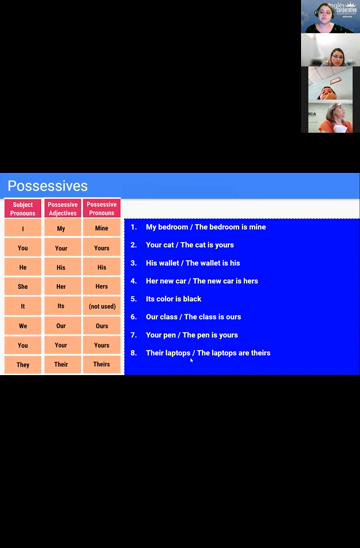 Possessives
Subject Pronouns | Possessive Adjectives | Possessive Pronouns
I | My | Mine
You | Your | Yours
He | His | His
She | Her | Hers
It | Its | (not used)
We | Our | Ours
You | Your | Yours
They | Their | Theirs
1. My bedroom / The bedroom is mine
2. Your cat / The cat is yours
3. His wallet / The wallet is his
4. Her new car / The new car is hers
5. Its color is black
6. Our class / The class is ours
7. Your pen / The pen is yours
8. Their laptops / The laptops are theirs